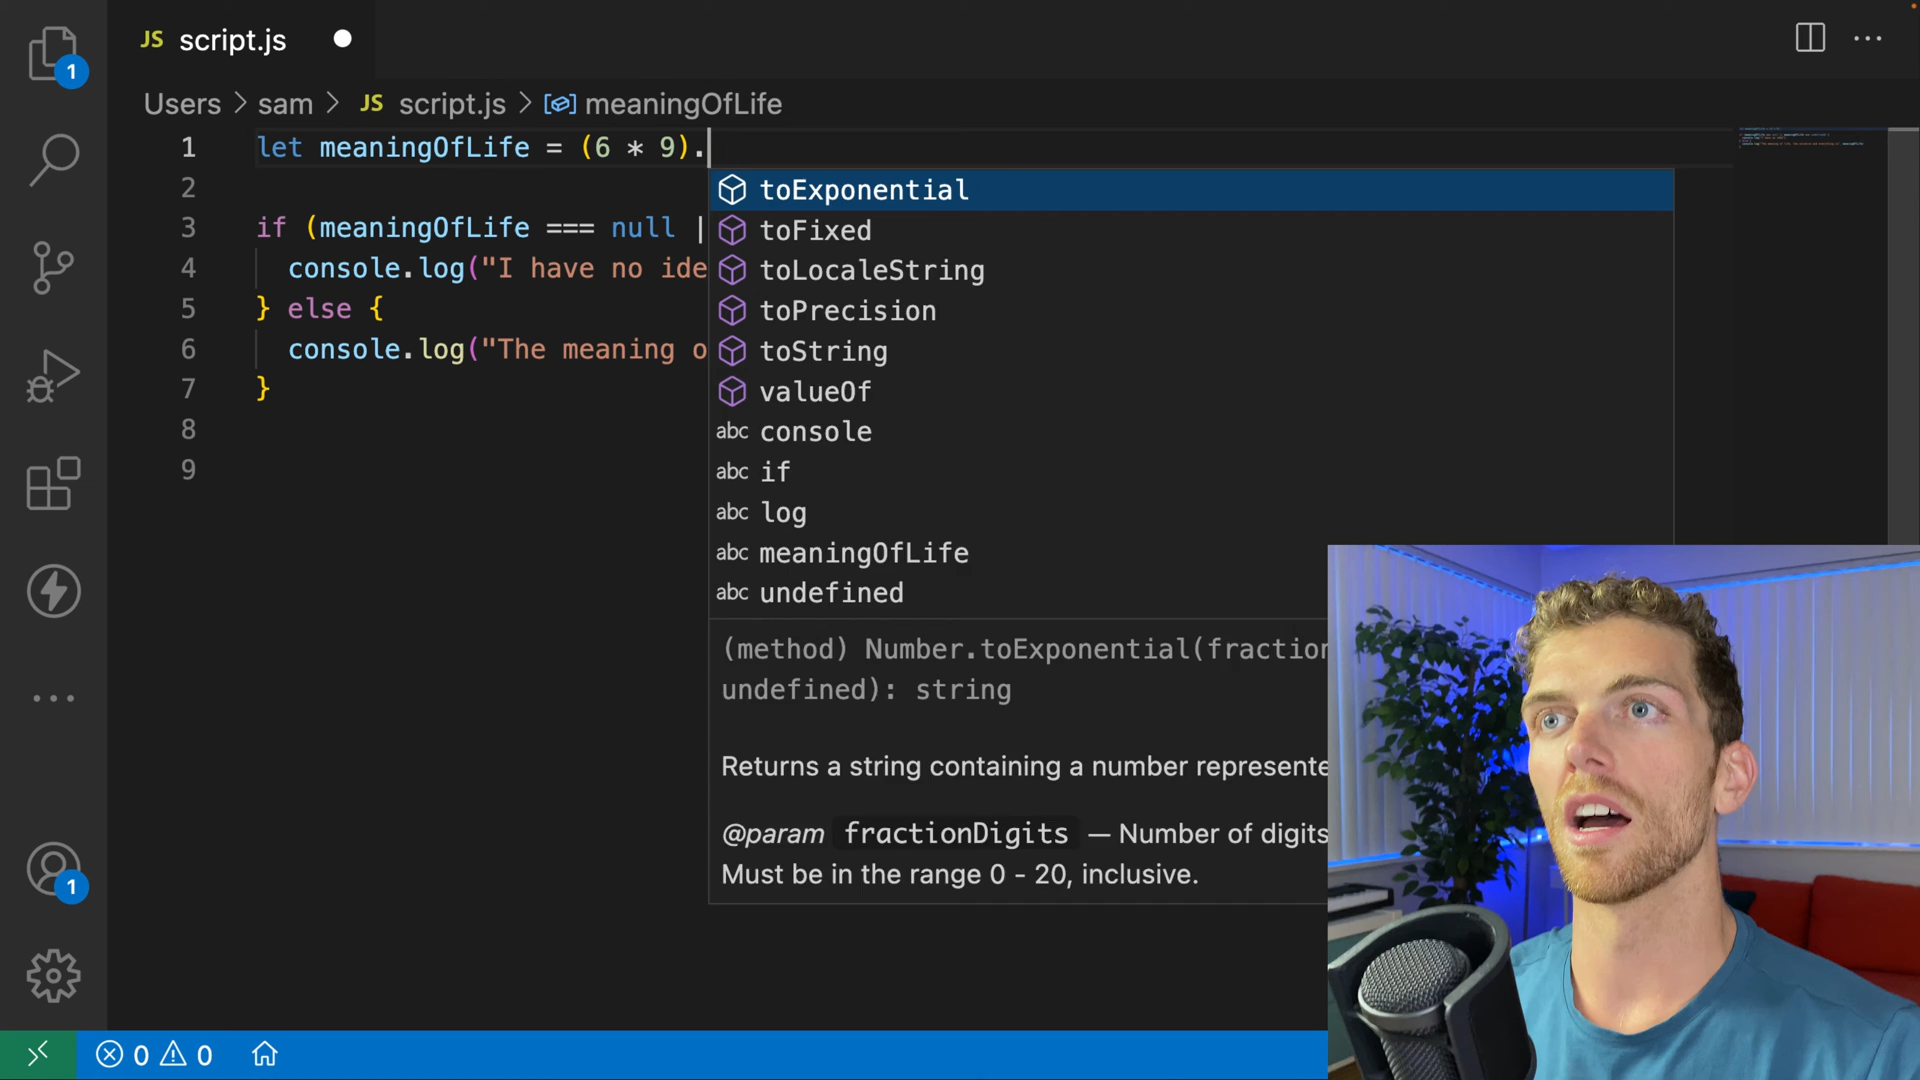 JS script.js
Users > sam > JS script.js > meaningOfLife
1 let meaningOfLife = (6 * 9).
2
3 if (meaningOfLife === null |
4 console.log("I have no ide
5 } else {
6 console.log("The meaning o
7 }
8
9
toExponential
toFixed
toLocaleString
toPrecision
toString
valueOf
abc console
abc if
abc log
abc meaningOfLife
abc undefined
(method) Number.toExponential(fraction
undefined): string
Returns a string containing a number represente
@param fractionDigits — Number of digits
Must be in the range 0 - 20, inclusive.
1
1
0 0